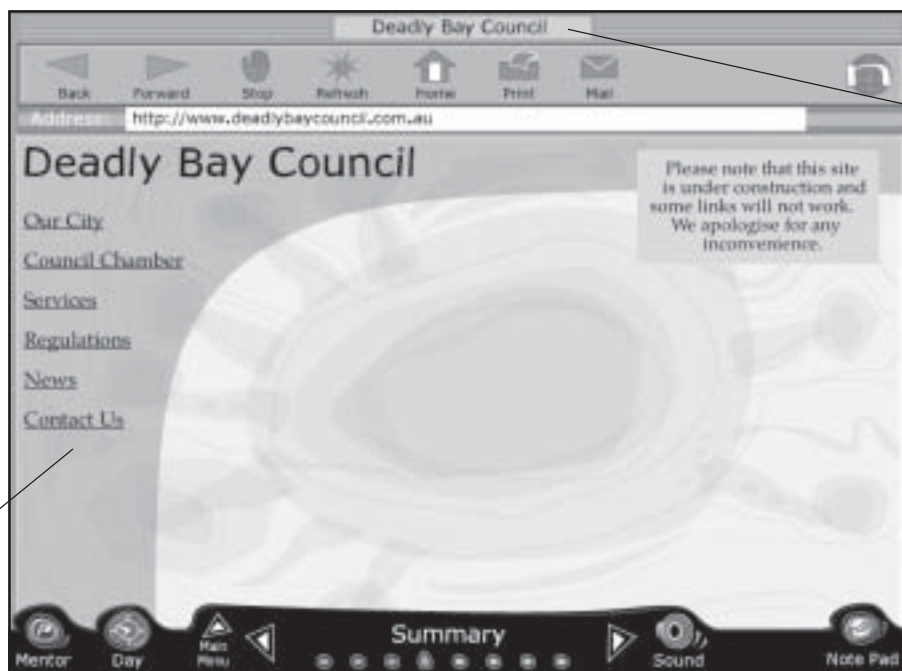 Deadly Bay Council
Back Forward Stop Refresh Home Print Mail
Address: http://www.deadlybaycouncil.com.au
Deadly Bay Council
Please note that this site
is under construction and
some links will not work.
We apologise for any
inconvenience.
Our City
Council Chamber
Services
Regulations
News
Contact Us
Mentor Day Main Menu Summary Sound Note Pad